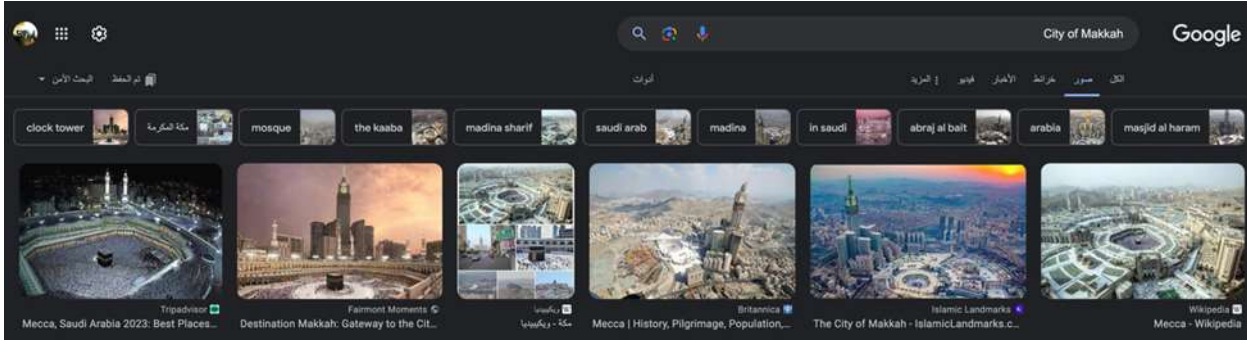 Google
City of Makkah
الكل
صور
خرائط
الأخبار
فيديو
المزيد
أدوات
تم الحفظ
البحث الآمن
masjid al haram
arabia
abraj al bait
in saudi
madina
saudi arab
madina sharif
the kaaba
mosque
مكة المكرمة
clock tower
Wikipedia
Mecca - Wikipedia
Islamic Landmarks
The City of Makkah - IslamicLandmarks.c...
Britannica
Mecca | History, Pilgrimage, Population,...
ويكيبيديا
مكة - ويكيبيديا
Fairmont Moments
Destination Makkah: Gateway to the Cit...
Tripadvisor
Mecca, Saudi Arabia 2023: Best Places...